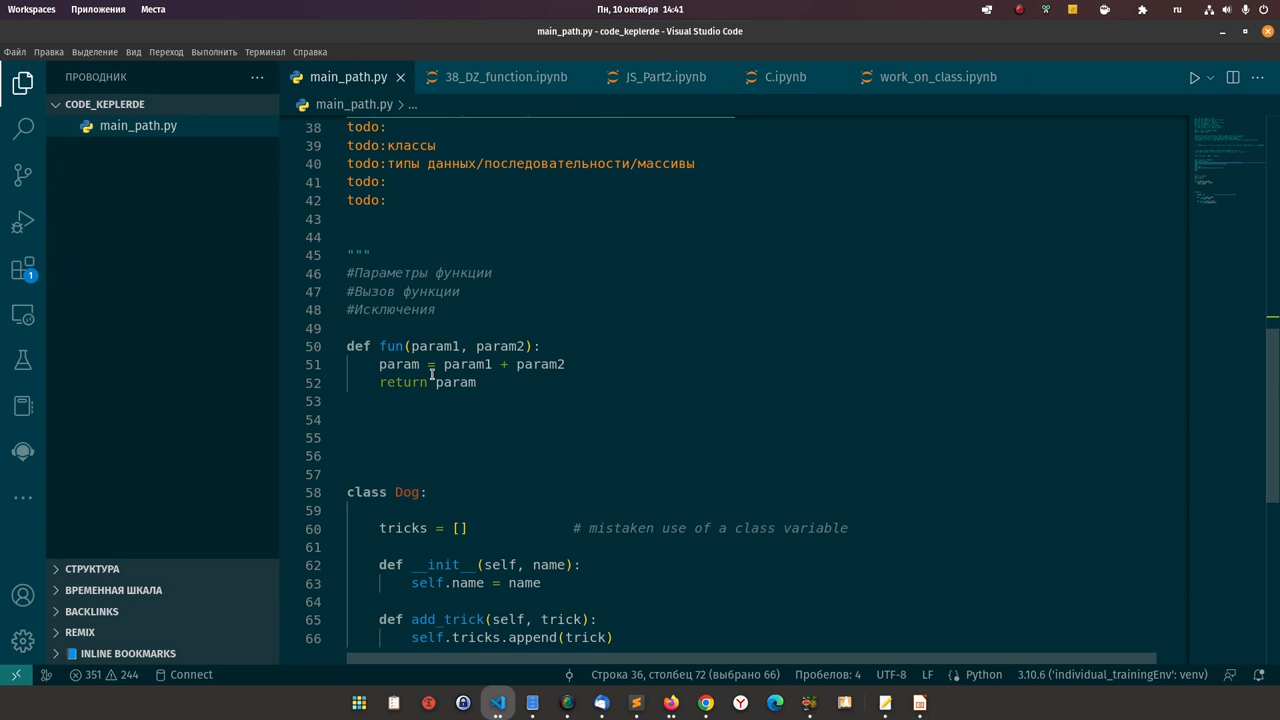 Workspaces Приложения Места Пн, 10 октября 14:41 ru
main_path.py - code_keplerde - Visual Studio Code
Файл Правка Выделение Вид Переход Выполнить Терминал Справка
ПРОВОДНИК
main_path.py 38_DZ_function.ipynb JS_Part2.ipynb C.ipynb work_on_class.ipynb
CODE_KEPLERDE
main_path.py
main_path.py > ...
38 todo:
39 todo:классы
40 todo:типы данных/последовательности/массивы
41 todo:
42 todo:
43
44
45 """
46 #Параметры функции
47 #Вызов функции
48 #Исключения
49
50 def fun(param1, param2):
51 param = param1 + param2
52 return param
53
54
55
56
57
58 class Dog:
59
60 tricks = [] # mistaken use of a class variable
61
62 def __init__(self, name):
63 self.name = name
64
65 def add_trick(self, trick):
66 self.tricks.append(trick)
1
СТРУКТУРА
ВРЕМЕННАЯ ШКАЛА
BACKLINKS
REMIX
INLINE BOOKMARKS
351 244 Connect Строка 36, столбец 72 (выбрано 66) Пробелов: 4 UTF-8 LF Python 3.10.6 ('individual_trainingEnv': venv)